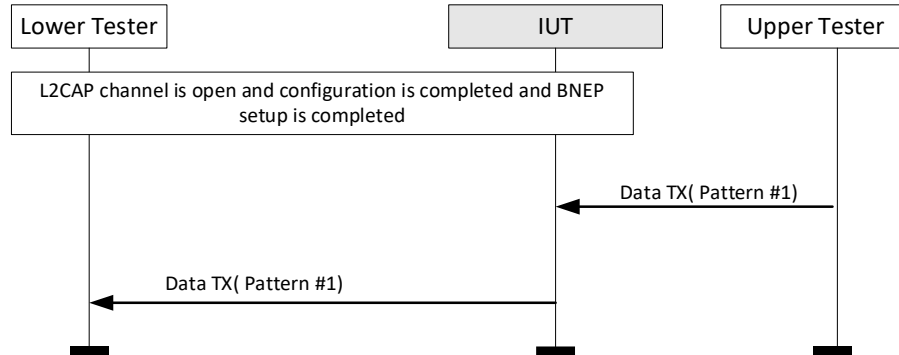 Lower Tester
IUT
Upper Tester
L2CAP channel is open and configuration is completed and BNEP
setup is completed
Data TX( Pattern #1)
Data TX( Pattern #1)